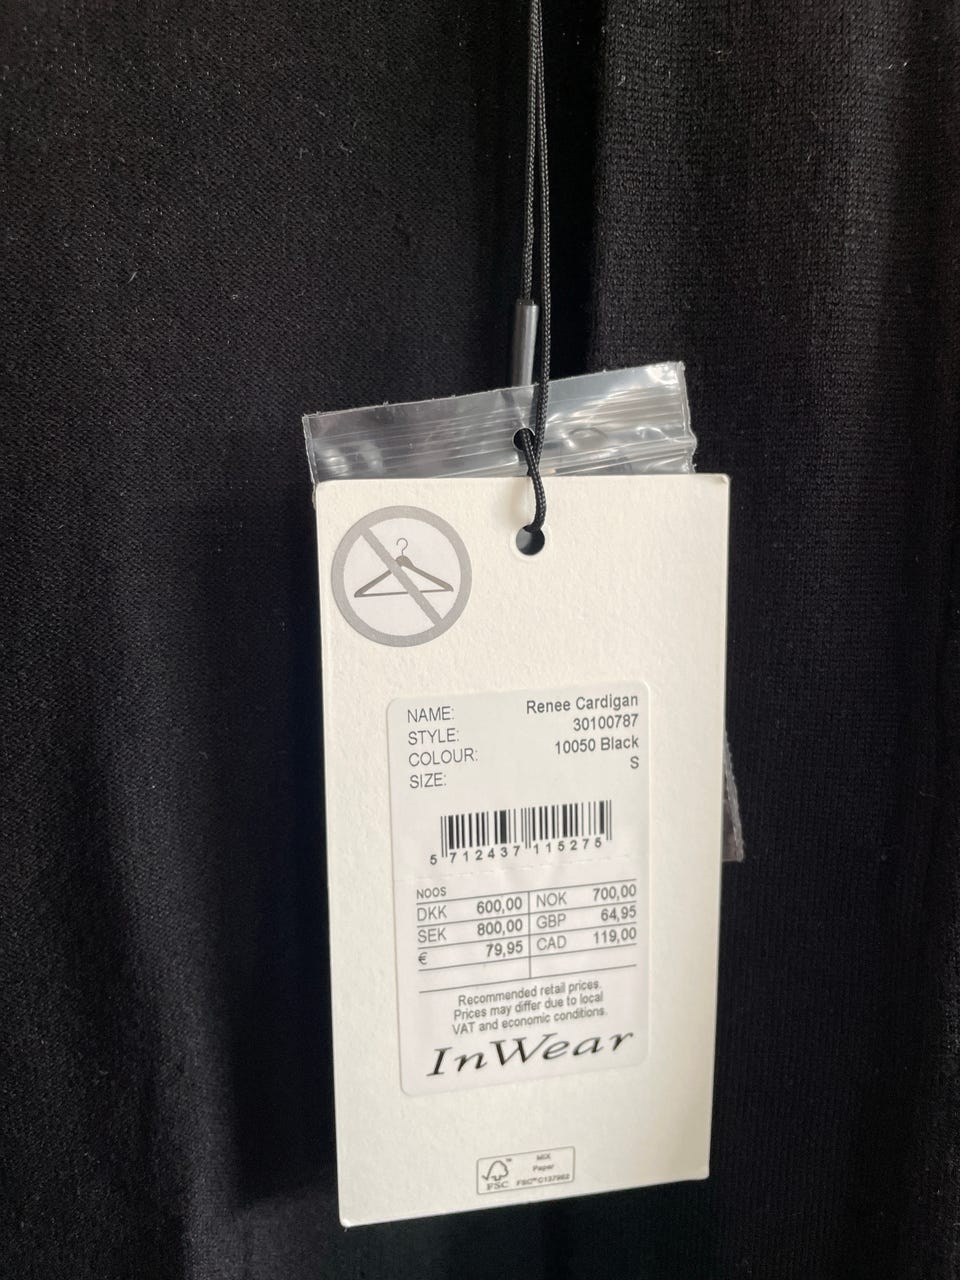 NAME: Renee Cardigan
STYLE: 30100787
COLOUR: 10050 Black
SIZE: S
5 712437 115275
NOOS
DKK 600,00 NOK 700,00
SEK 800,00 GBP 64,95
€ 79,95 CAD 119,00
Recommended retail prices.
Prices may differ due to local
VAT and economic conditions.
InWear
MIX
Paper
FSC™
FSC® C137982